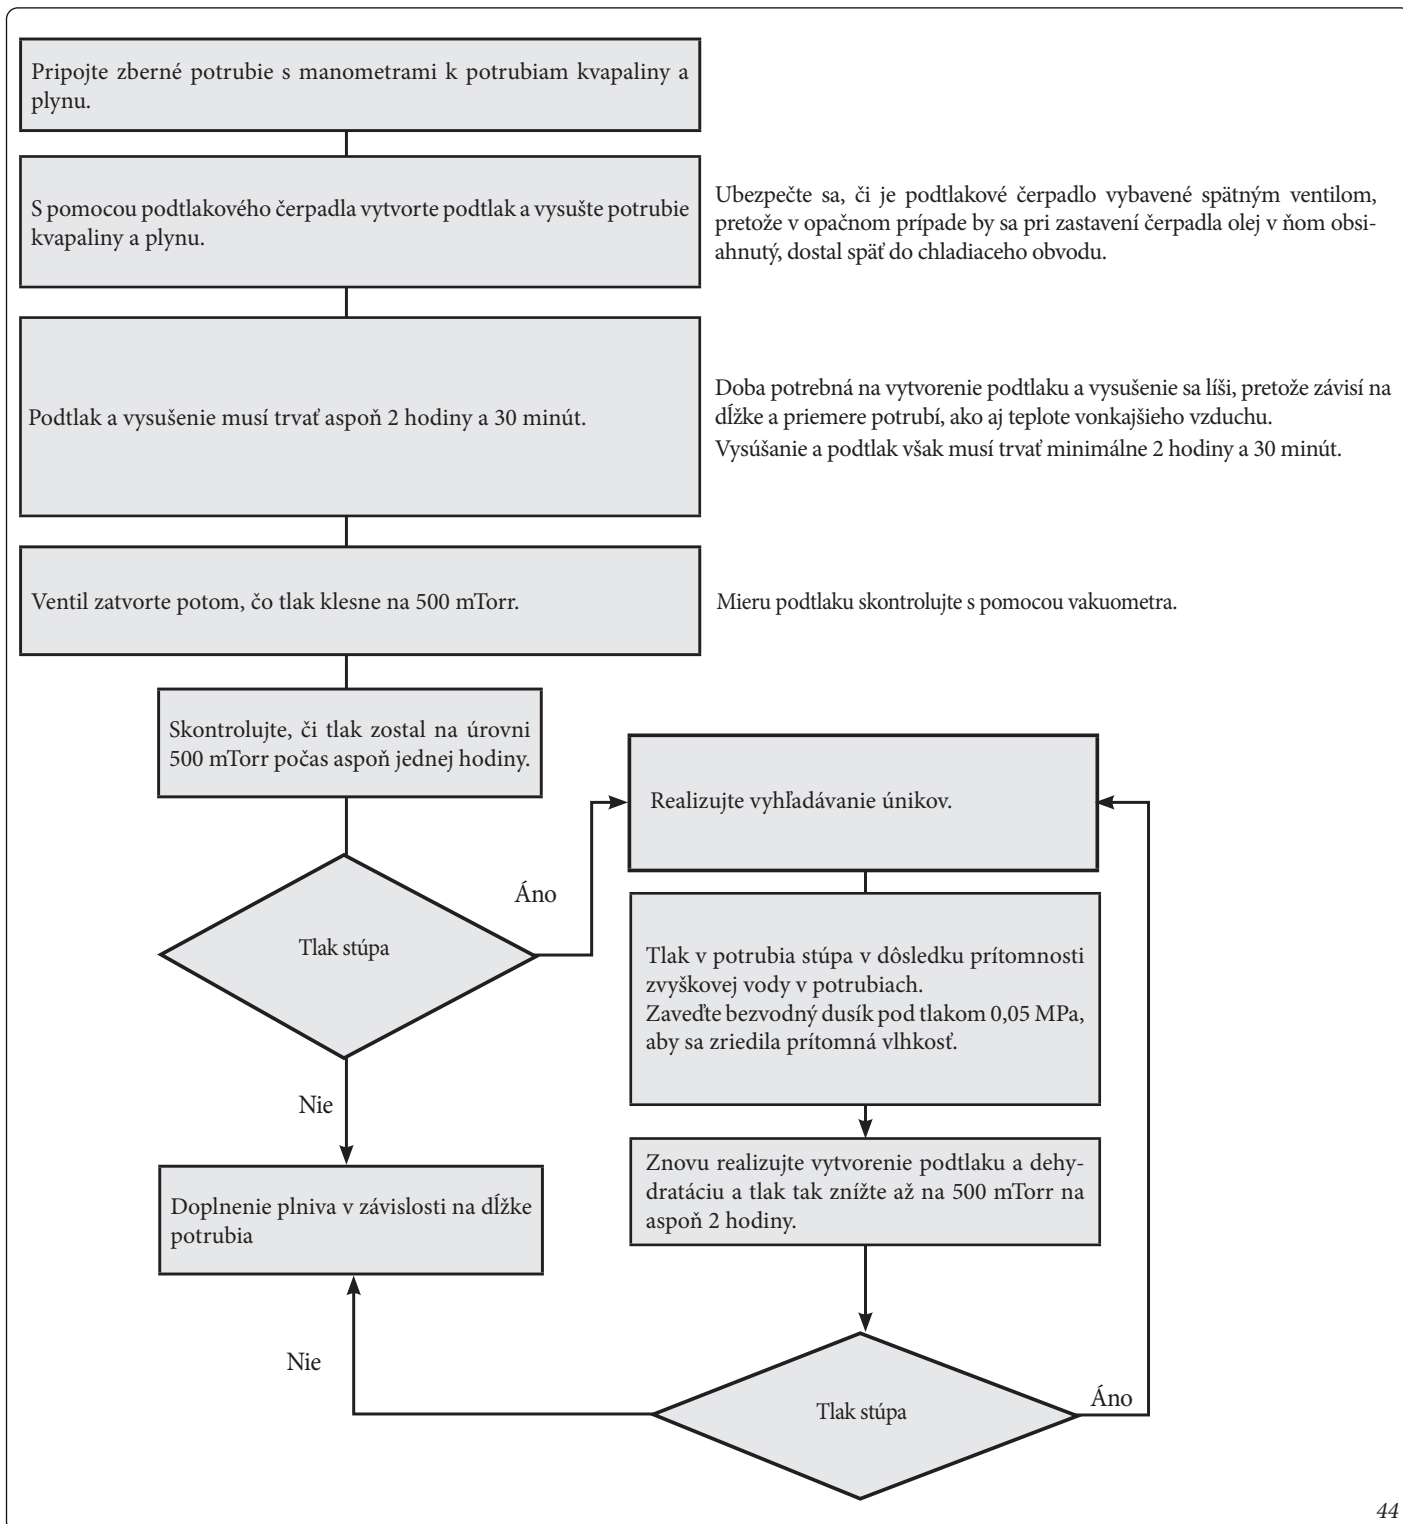 Pripojte zberné potrubie s manometrami k potrubiam kvapaliny a
plynu.
S pomocou podtlakového čerpadla vytvorte podtlak a vysušte potrubie
kvapaliny a plynu.
Ubezpečte sa, či je podtlakové čerpadlo vybavené spätným ventilom,
pretože v opačnom prípade by sa pri zastavení čerpadla olej v ňom obsi-
ahnutý, dostal späť do chladiaceho obvodu.
Podtlak a vysušenie musí trvať aspoň 2 hodiny a 30 minút.
Doba potrebná na vytvorenie podtlaku a vysušenie sa líši, pretože závisí na
dĺžke a priemere potrubí, ako aj teplote vonkajšieho vzduchu.
Vysúšanie a podtlak však musí trvať minimálne 2 hodiny a 30 minút.
Ventil zatvorte potom, čo tlak klesne na 500 mTorr.
Mieru podtlaku skontrolujte s pomocou vakuometra.
Skontrolujte, či tlak zostal na úrovni
500 mTorr počas aspoň jednej hodiny.
Realizujte vyhľadávanie únikov.
Áno
Tlak stúpa
Tlak v potrubia stúpa v dôsledku prítomnosti
zvyškovej vody v potrubiach.
Zaveďte bezvodný dusík pod tlakom 0,05 MPa,
aby sa zriedila prítomná vlhkosť.
Nie
Doplnenie plniva v závislosti na dĺžke
potrubia
Znovu realizujte vytvorenie podtlaku a dehy-
dratáciu a tlak tak znížte až na 500 mTorr na
aspoň 2 hodiny.
Nie
Tlak stúpa
Áno
44